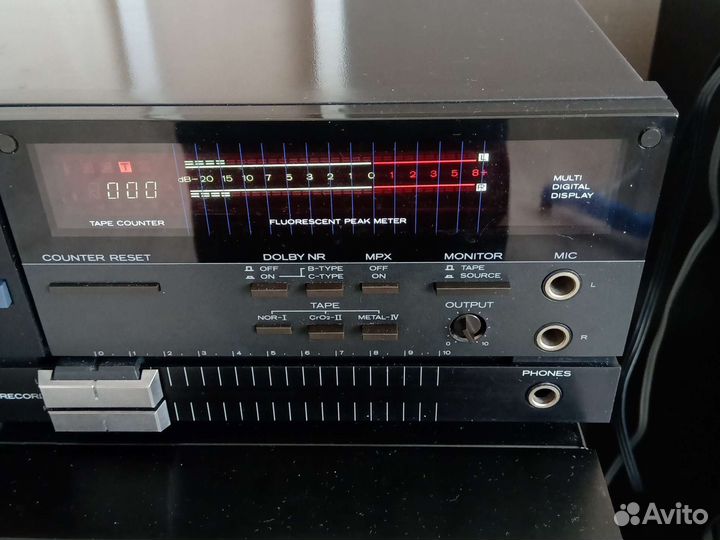 T
L
dB -20 15 10 7 5 3 2 1 0 1 2 3 5 8+
000
R
MULTI
DIGITAL
DISPLAY
TAPE COUNTER
FLUORESCENT PEAK METER
COUNTER RESET
DOLBY NR
MPX
MONITOR
MIC
OFF
ON
B-TYPE
C-TYPE
OFF
ON
TAPE
SOURCE
L
TAPE
OUTPUT
NOR-I
CrO2-II
METAL-IV
0
10
R
0 1 2 3 4 5 6 7 8 9 10
RECORD
PHONES
Avito